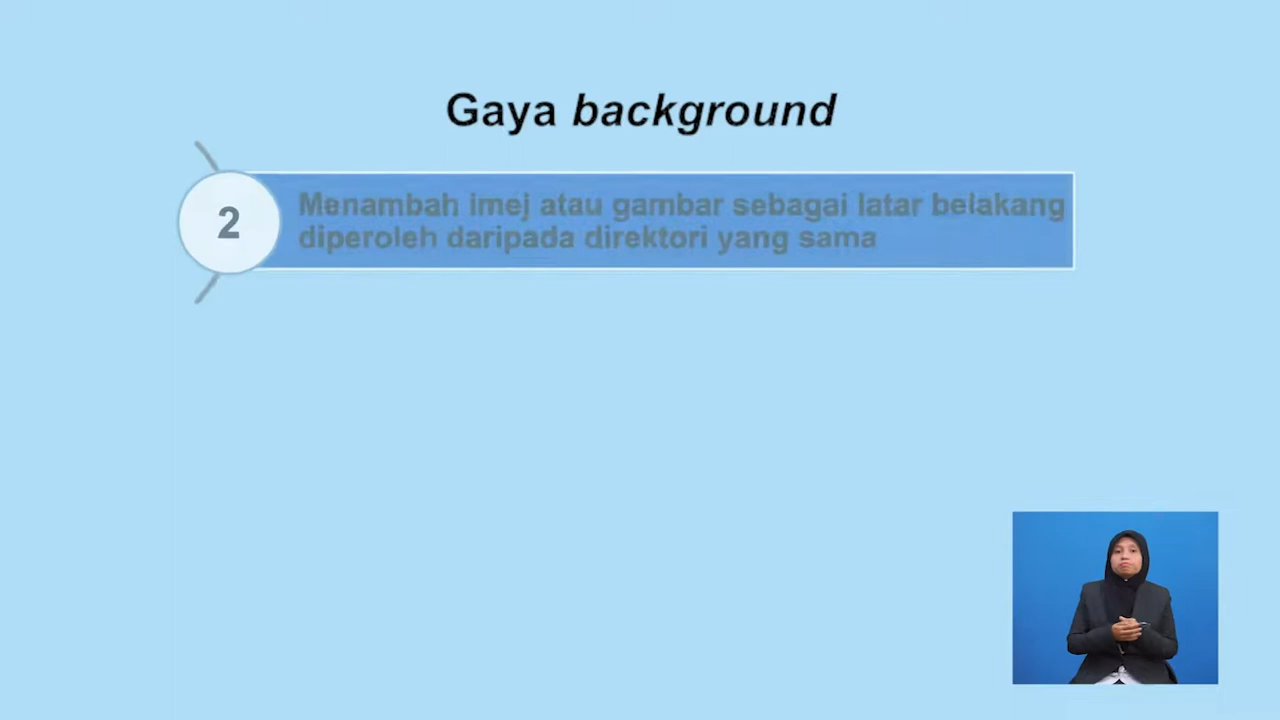 Gaya background
2
Menambah imej atau gambar sebagai latar belakang
diperoleh daripada direktori yang sama